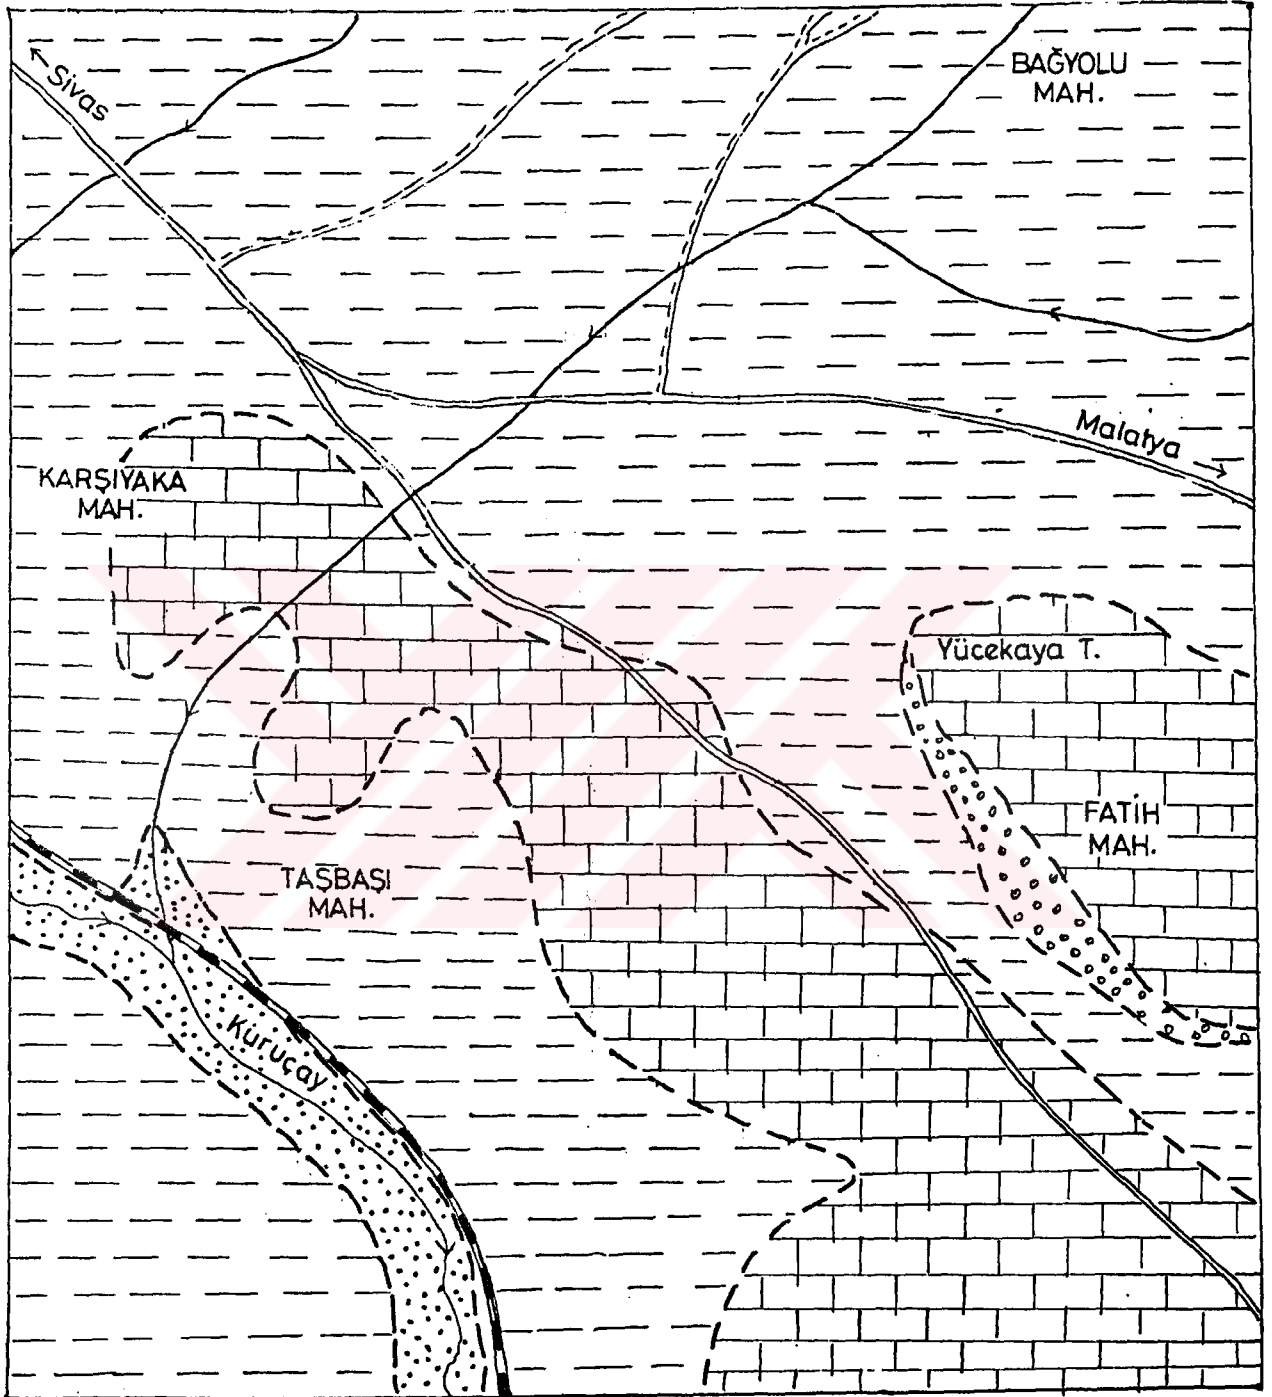 Sivas
BAĞYOLU
MAH.
Malatya
KARŞIYAKA
MAH.
Yücekaya T.
FATİH
MAH.
TAŞBAŞI
MAH.
Kuruçay